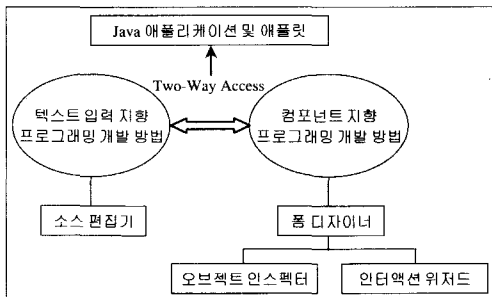 Java 애플리케이션 및 애플릿
Two-Way Access
텍스트 입력 지향
프로그래밍 개발 방법
컴포넌트 지향
프로그래밍 개발 방법
소스 편집기
폼 디자이너
오브젝트 인스펙터
인터액션 위저드